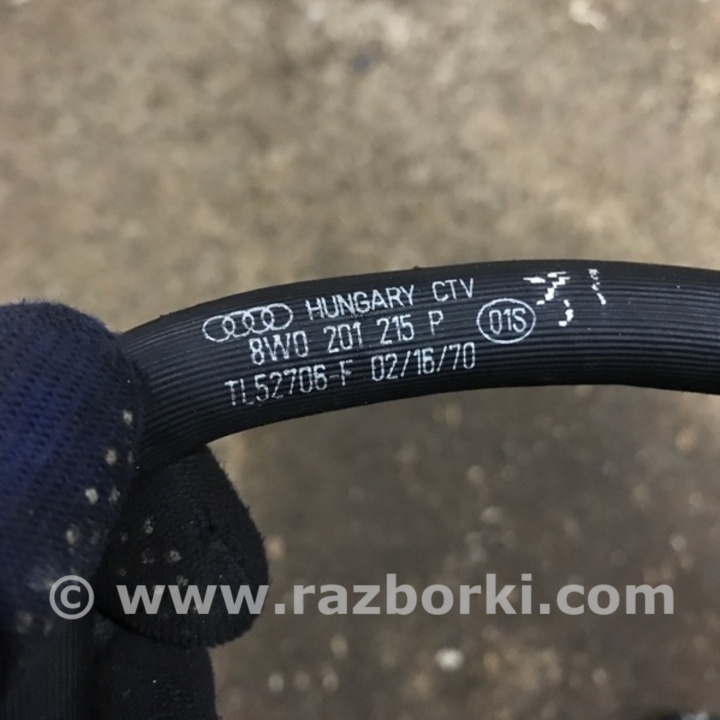 HUNGARY CTV
8W0 201 215 P 01S
TL52706-F 02/16/70
© www.razborki.com